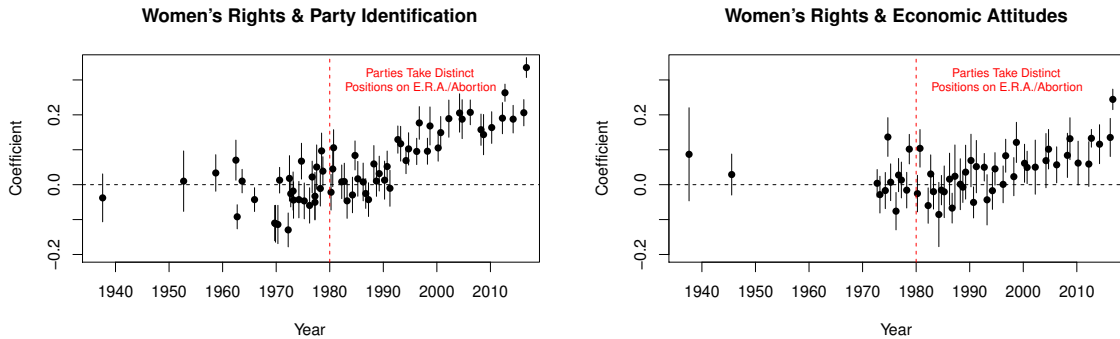 Women’s Rights & Party Identification
Parties Take Distinct
Positions on E.R.A./Abortion
Coefficient
0.2
0.0
−0.2
1940 1950 1960 1970 1980 1990 2000 2010
Year
Women’s Rights & Economic Attitudes
Parties Take Distinct
Positions on E.R.A./Abortion
Coefficient
0.2
0.0
−0.2
1940 1950 1960 1970 1980 1990 2000 2010
Year